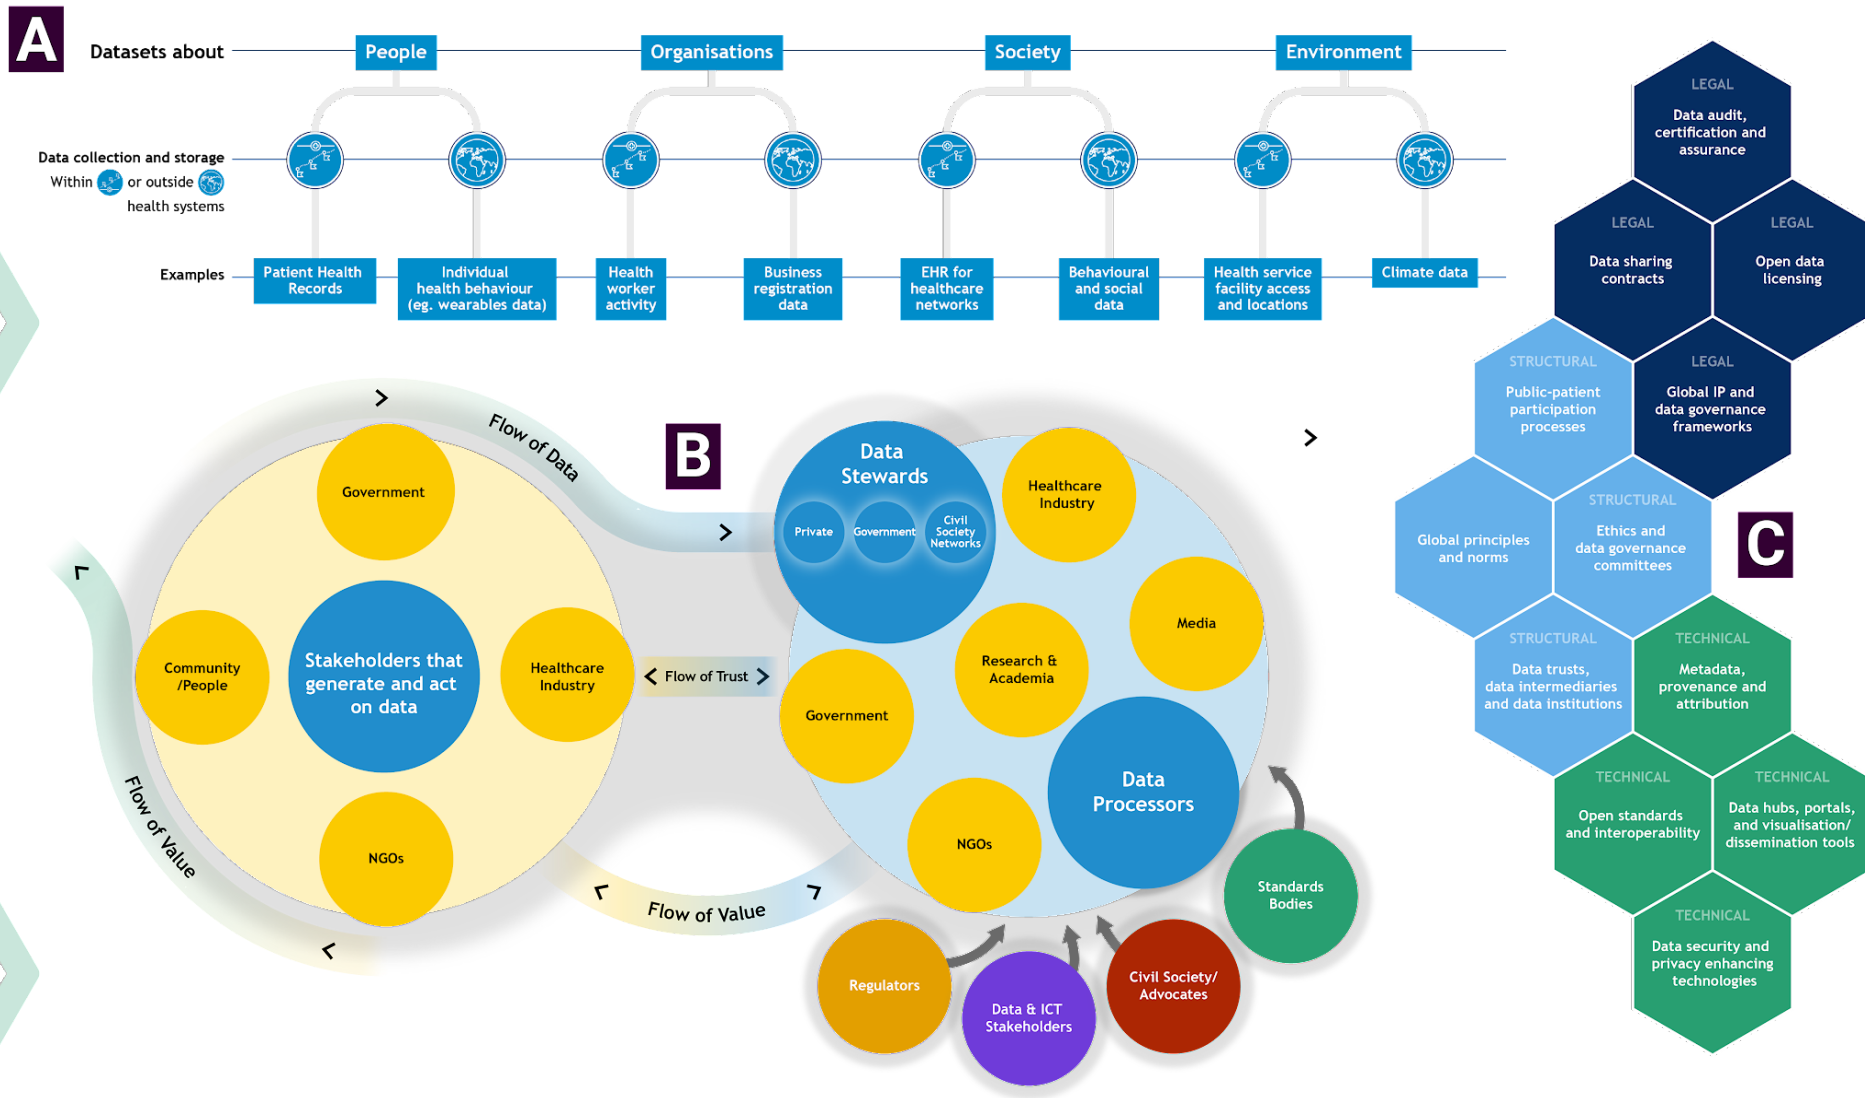 A
Datasets about
People
Organisations
Society
Environment
Data collection and storage
Within or outside
health systems
Examples
Patient Health
Records
Individual
health behaviour
(eg. wearables data)
Health
worker
activity
Business
registration
data
EHR for
healthcare
networks
Behavioural
and social
data
Health service
facility access
and locations
Climate data
B
Flow of Data
Government
Community
/People
Stakeholders that
generate and act
on data
Healthcare
Industry
NGOs
Flow of Value
Flow of Trust
Flow of Value
Data
Stewards
Private
Government
Civil
Society
Networks
Healthcare
Industry
Media
Research &
Academia
Government
Data
Processors
NGOs
Standards
Bodies
Regulators
Data & ICT
Stakeholders
Civil Society/
Advocates
C
LEGAL
Data audit,
certification and
assurance
LEGAL
Data sharing
contracts
LEGAL
Open data
licensing
STRUCTURAL
Public-patient
participation
processes
LEGAL
Global IP and
data governance
frameworks
Global principles
and norms
STRUCTURAL
Ethics and
data governance
committees
STRUCTURAL
Data trusts,
data intermediaries
and data institutions
TECHNICAL
Metadata,
provenance and
attribution
TECHNICAL
Open standards
and interoperability
TECHNICAL
Data hubs, portals,
and visualisation/
dissemination tools
TECHNICAL
Data security and
privacy enhancing
technologies